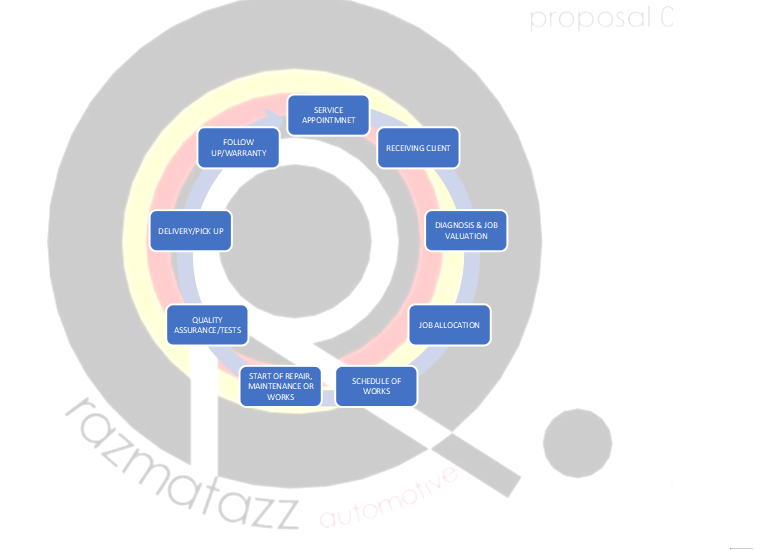 proposal 0
SERVICE
APPOINTMNET
RECEIVING CLIENT
DIAGNOSIS & JOB
VALUATION
JOB ALLOCATION
SCHEDULE OF
WORKS
START OF REPAIR,
MAINTENANCE OR
WORKS
QUALITY
ASSURANCE/TESTS
DELIVERY/PICK UP
FOLLOW
UP/WARRANTY
razmatazz
automotive